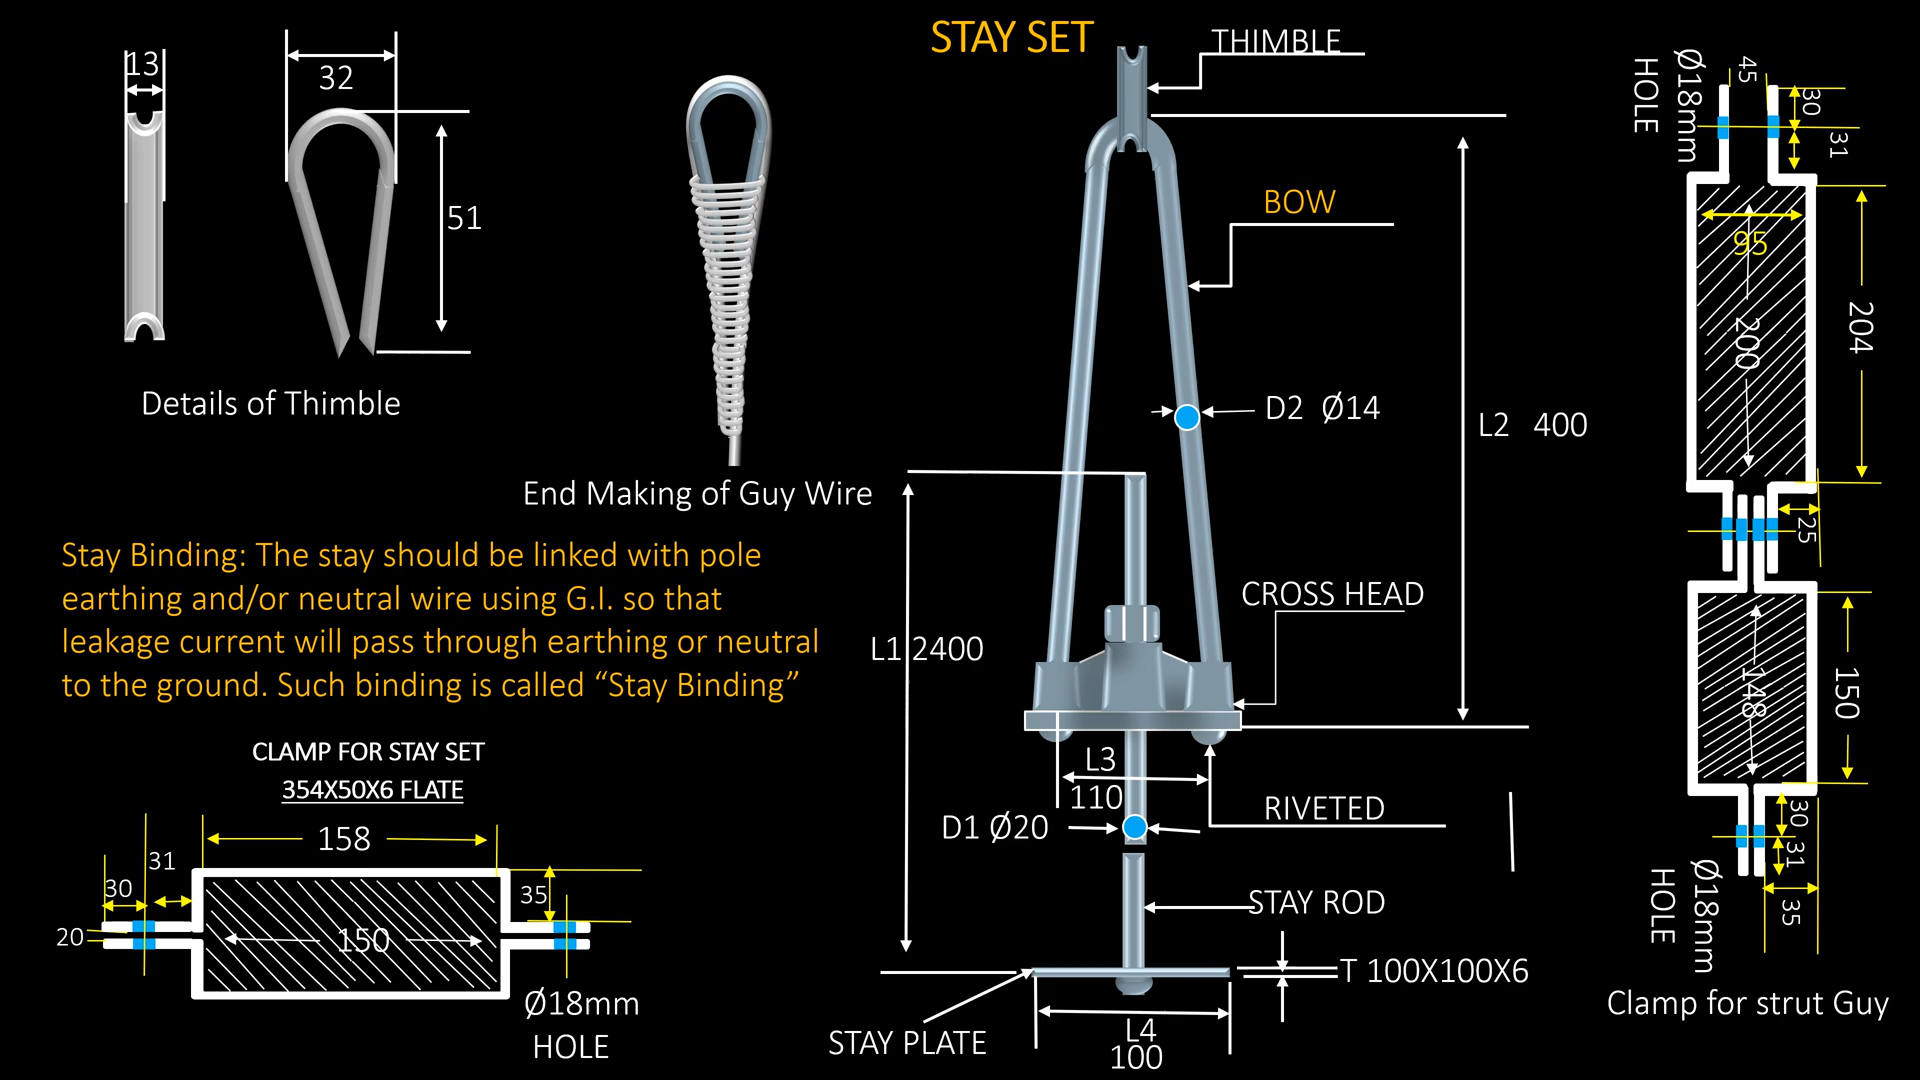 STAY SET
THIMBLE
13
32
51
Details of Thimble
End Making of Guy Wire
BOW
D2 Ø14
L2 400
CROSS HEAD
L1 2400
L3
110
D1 Ø20
RIVETED
STAY ROD
T 100X100X6
STAY PLATE
L4
100
Stay Binding: The stay should be linked with pole
earthing and/or neutral wire using G.I. so that
leakage current will pass through earthing or neutral
to the ground. Such binding is called “Stay Binding”
CLAMP FOR STAY SET
354X50X6 FLATE
158
31
30
20
35
150
Ø18mm
HOLE
Ø18mm
HOLE
45
30
31
95
200
204
25
148
150
30
31
35
Ø18mm
HOLE
Clamp for strut Guy